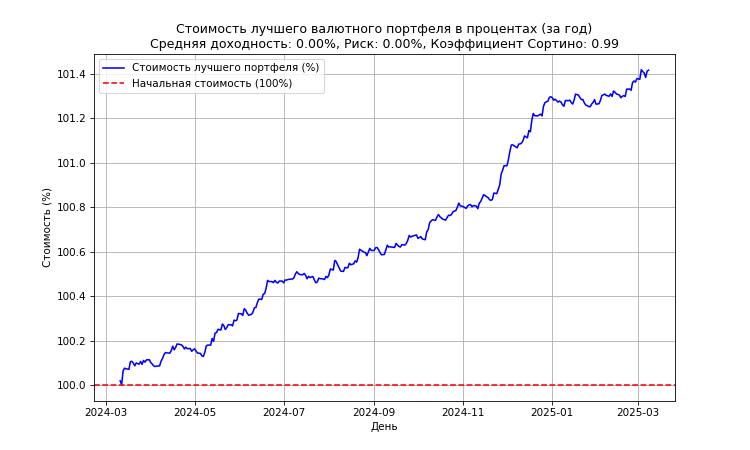 Стоимость лучшего валютного портфеля в процентах (за год)
Средняя доходность: 0.00%, Риск: 0.00%, Коэффициент Сортино: 0.99
Стоимость лучшего портфеля (%)
Начальная стоимость (100%)
Стоимость (%)
101.4
101.2
101.0
100.8
100.6
100.4
100.2
100.0
2024-03
2024-05
2024-07
2024-09
2024-11
2025-01
2025-03
День